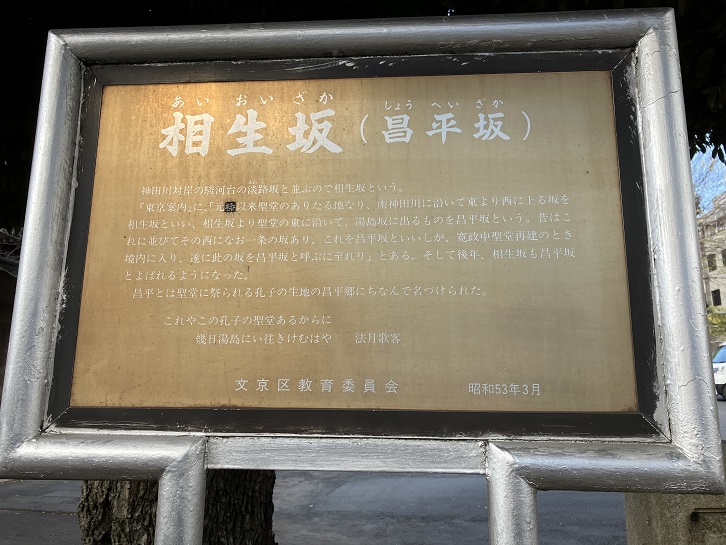 あい おい ざか しょう へい ざか
相生坂(昌平坂)
神田川対岸の駿河台の淡路坂と並ぶので相生坂という。
『東京案内』に、「元禄以来聖堂のありたる地なり、南神田川に沿いて東より西に上る坂を
相生坂といい、相生坂より聖堂の東に沿いて、湯島坂に出るものを昌平坂という。昔はこ
れに並びてその西になお一条の坂あり、これを昌平坂といいしが、寛政中聖堂再建のとき
境内に入り、遂に此の坂を昌平坂と呼ぶに至れり」とある。そして後年、相生坂も昌平坂
とよばれるようになった。
昌平とは聖堂に祭られる孔子の生地の昌平郷にちなんで名づけられた。
これやこの孔子の聖堂あるからに
幾日湯島にい往きけむはや 法月歌客
文京区教育委員会 昭和53年3月